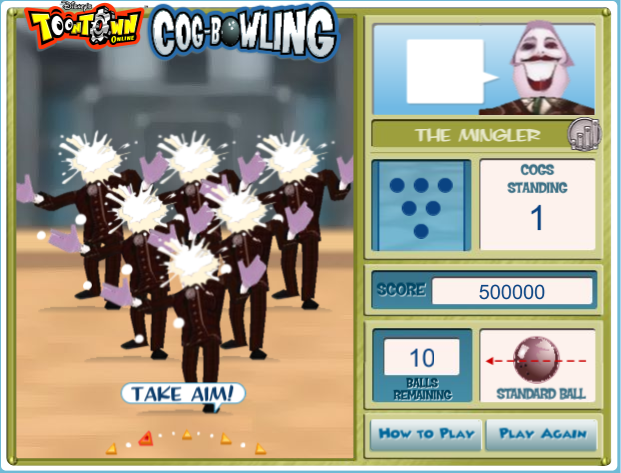 Disney's
TOONTOWN
ONLINE
COG-BOWLING
THE MINGLER
COGS
STANDING
1
SCORE
500000
10
BALLS
REMAINING
STANDARD BALL
TAKE AIM!
HOW TO PLAY
PLAY AGAIN